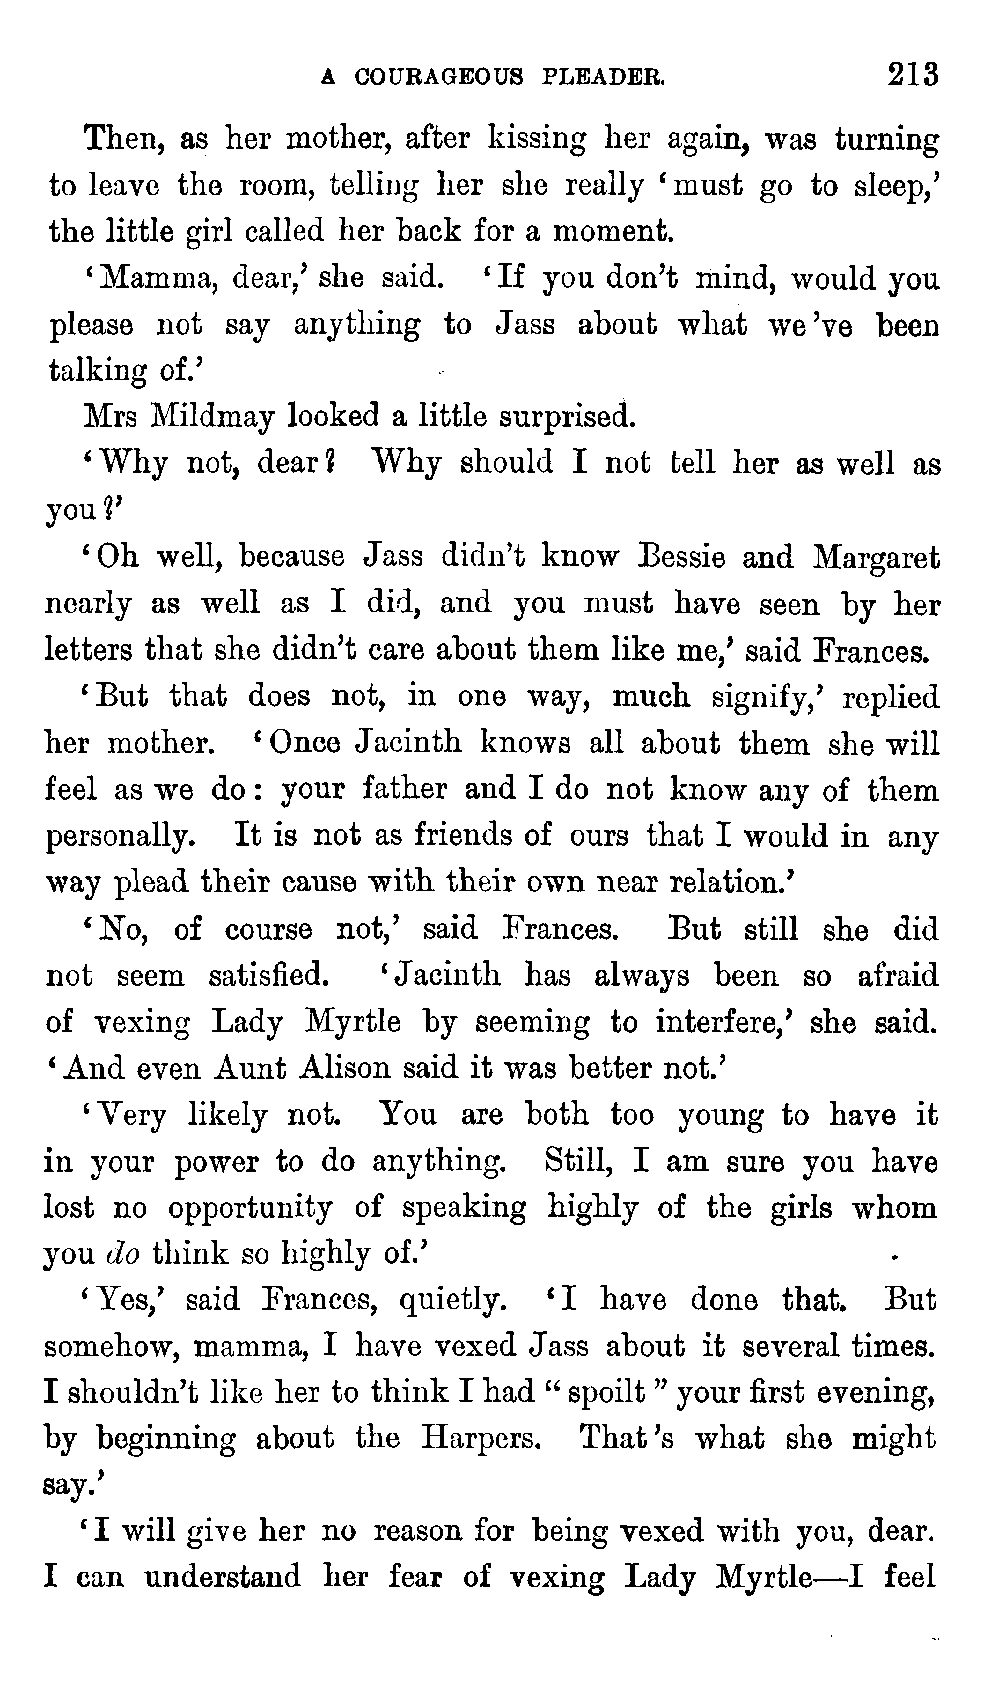 A COURAGEOUS PLEADER. 213
Then, as her mother, after kissing her again, was turning
to leave the room, telling her she really ‘must go to sleep,’
the little girl called her back for a moment.
‘Mamma, dear,’ she said. ‘If you don’t mind, would you
please not say anything to Jass about what we’ve been
talking of.’
Mrs Mildmay looked a little surprised.
‘Why not, dear? Why should I not tell her as well as
you?’
‘Oh well, because Jass didn’t know Bessie and Margaret
nearly as well as I did, and you must have seen by her
letters that she didn’t care about them like me,’ said Frances.
‘But that does not, in one way, much signify,’ replied
her mother. ‘Once Jacinth knows all about them she will
feel as we do: your father and I do not know any of them
personally. It is not as friends of ours that I would in any
way plead their cause with their own near relation.’
‘No, of course not,’ said Frances. But still she did
not seem satisfied. ‘Jacinth has always been so afraid
of vexing Lady Myrtle by seeming to interfere,’ she said.
‘And even Aunt Alison said it was better not.’
‘Very likely not. You are both too young to have it
in your power to do anything. Still, I am sure you have
lost no opportunity of speaking highly of the girls whom
you do think so highly of.’
‘Yes,’ said Frances, quietly. ‘I have done that. But
somehow, mamma, I have vexed Jass about it several times.
I shouldn’t like her to think I had “spoilt” your first evening,
by beginning about the Harpers. That’s what she might
say.’
‘I will give her no reason for being vexed with you, dear.
I can understand her fear of vexing Lady Myrtle—I feel